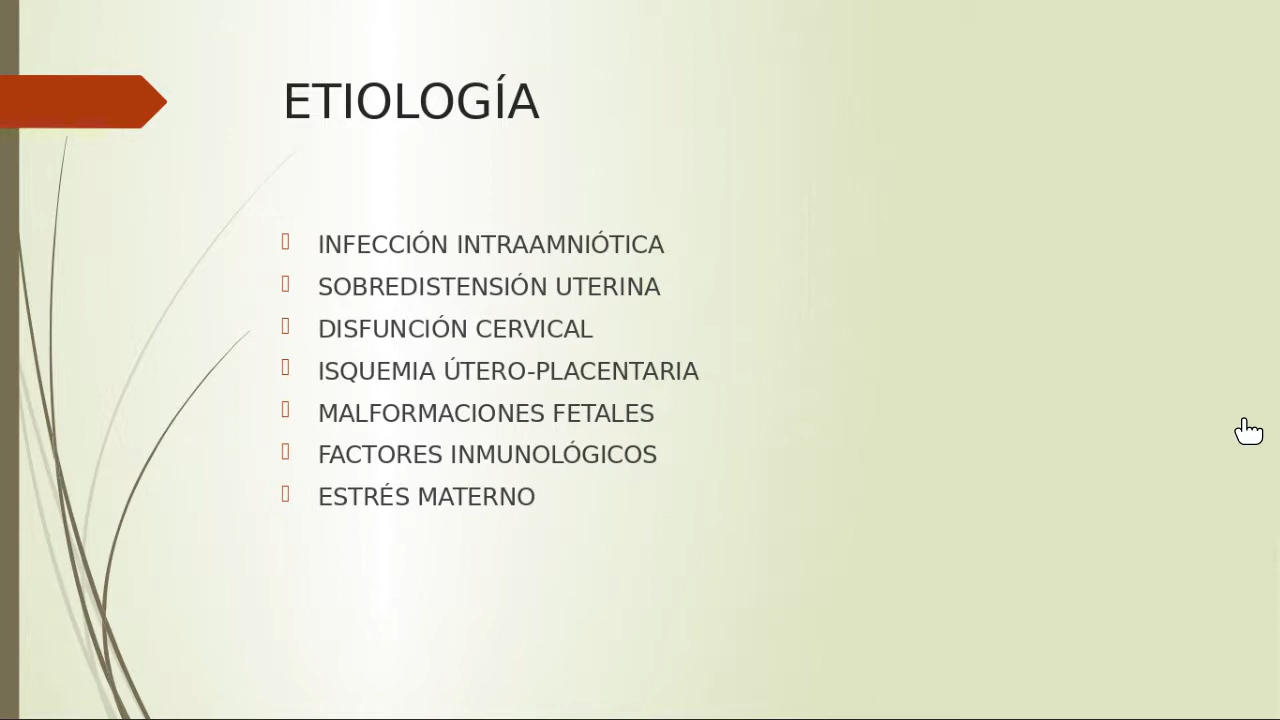 ETIOLOGÍA
INFECCIÓN INTRAAMNIÓTICA
SOBREDISTENSIÓN UTERINA
DISFUNCIÓN CERVICAL
ISQUEMIA ÚTERO-PLACENTARIA
MALFORMACIONES FETALES
FACTORES INMUNOLÓGICOS
ESTRÉS MATERNO